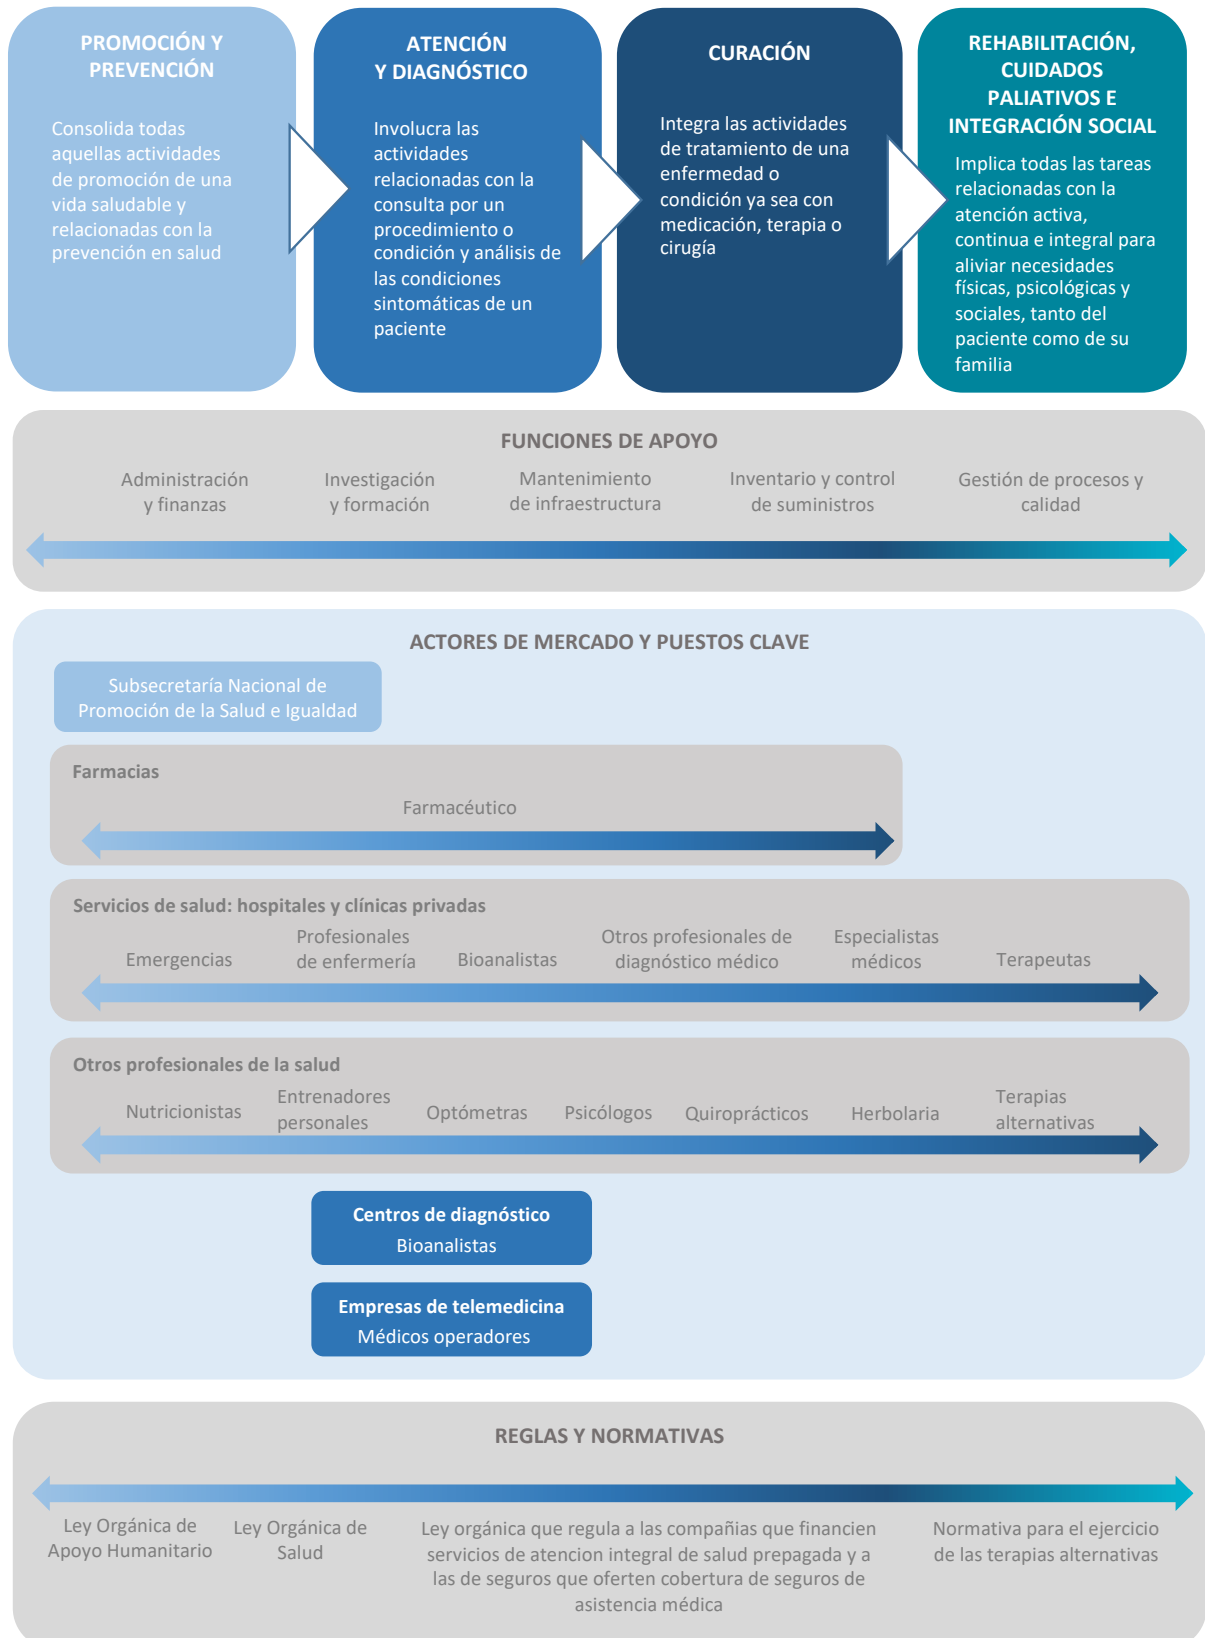 PROMOCIÓN Y
PREVENCIÓN
Consolida todas
aquellas actividades
de promoción de una
vida saludable y
relacionadas con la
prevención en salud
ATENCIÓN
Y DIAGNÓSTICO
Involucra las
actividades
relacionadas con la
consulta por un
procedimiento o
condición y análisis de
las condiciones
sintomáticas de un
paciente
CURACIÓN
Integra las actividades
de tratamiento de una
enfermedad o
condición ya sea con
medicación, terapia o
cirugía
REHABILITACIÓN,
CUIDADOS
PALIATIVOS E
INTEGRACIÓN SOCIAL
Implica todas las tareas
relacionadas con la
atención activa,
continua e integral para
aliviar necesidades
físicas, psicológicas y
sociales, tanto del
paciente como de su
familia
FUNCIONES DE APOYO
Administración
y finanzas
Investigación
y formación
Mantenimiento
de infraestructura
Inventario y control
de suministros
Gestión de procesos y
calidad
ACTORES DE MERCADO Y PUESTOS CLAVE
Subsecretaría Nacional de
Promoción de la Salud e Igualdad
Farmacias
Farmacéutico
Servicios de salud: hospitales y clínicas privadas
Emergencias
Profesionales
de enfermería
Bioanalistas
Otros profesionales de
diagnóstico médico
Especialistas
médicos
Terapeutas
Otros profesionales de la salud
Nutricionistas
Entrenadores
personales
Optómetras
Psicólogos
Quiroprácticos
Herbolaria
Terapias
alternativas
Centros de diagnóstico
Bioanalistas
Empresas de telemedicina
Médicos operadores
REGLAS Y NORMATIVAS
Ley Orgánica de
Apoyo Humanitario
Ley Orgánica de
Salud
Ley orgánica que regula a las compañias que financien
servicios de atencion integral de salud prepagada y a
las de seguros que oferten cobertura de seguros de
asistencia médica
Normativa para el ejercicio
de las terapias alternativas